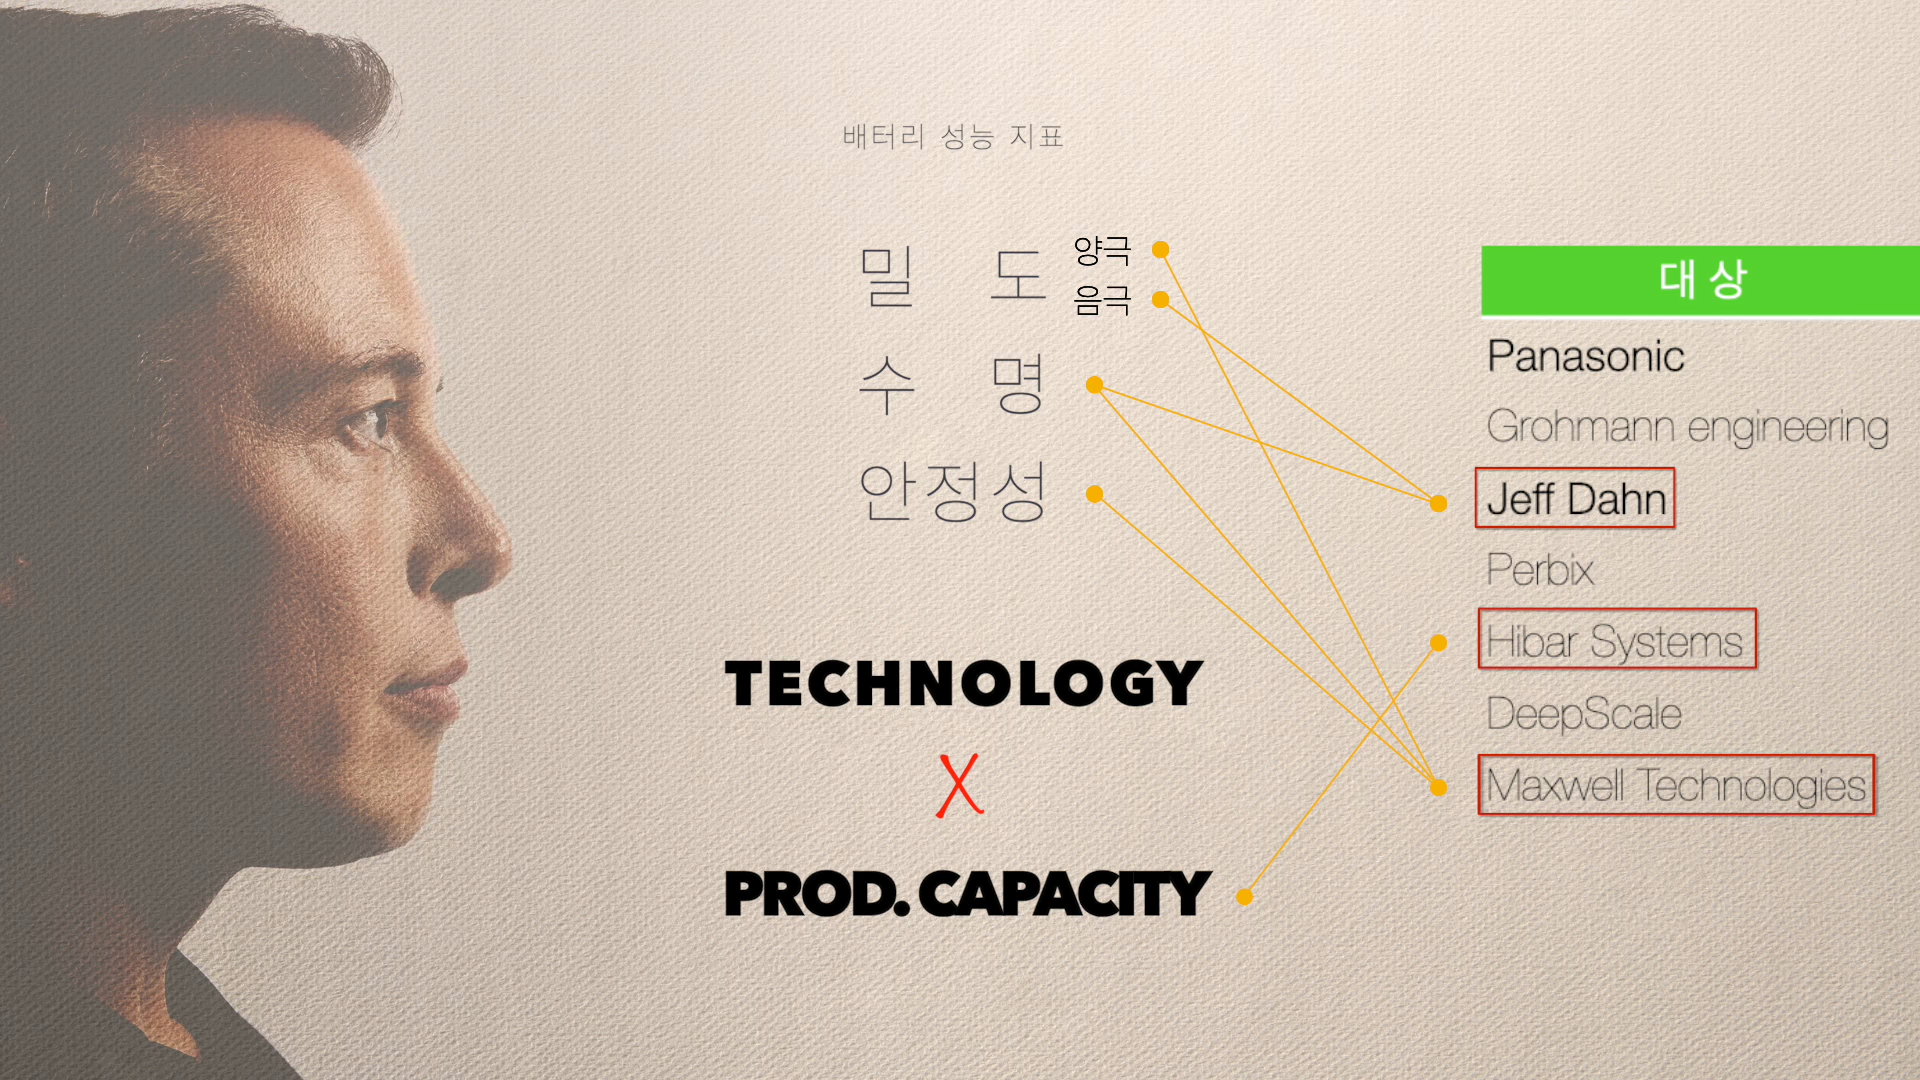 배터리 성능 지표
밀 도 양극
음극
수 명
안정성
TECHNOLOGY
X
PROD. CAPACITY
대상
Panasonic
Grohmann engineering
Jeff Dahn
Perbix
Hibar Systems
DeepScale
Maxwell Technologies